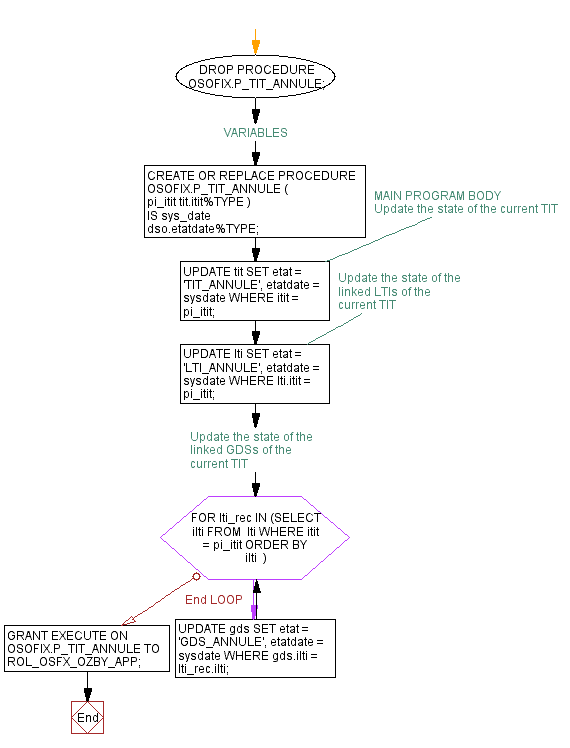 DROP PROCEDURE
OSOFIX.P_TIT_ANNULE;
VARIABLES
CREATE OR REPLACE PROCEDURE
OSOFIX.P_TIT_ANNULE (
pi_itit tit.itit%TYPE )
IS sys_date
dso.etatdate%TYPE;
MAIN PROGRAM BODY
Update the state of the current TIT
UPDATE tit SET etat =
'TIT_ANNULE', etatdate =
sysdate WHERE itit =
pi_itit;
Update the state of the
linked LTIs of the
current TIT
UPDATE lti SET etat =
'LTI_ANNULE', etatdate =
sysdate WHERE lti.itit =
pi_itit;
Update the state of the
linked GDSs of the
current TIT
FOR lti_rec IN (SELECT
ilti FROM lti WHERE itit
= pi_itit ORDER BY
ilti )
End LOOP
UPDATE gds SET etat =
'GDS_ANNULE', etatdate =
sysdate WHERE gds.ilti =
lti_rec.ilti;
GRANT EXECUTE ON
OSOFIX.P_TIT_ANNULE TO
ROL_OSFX_OZBY_APP;
End